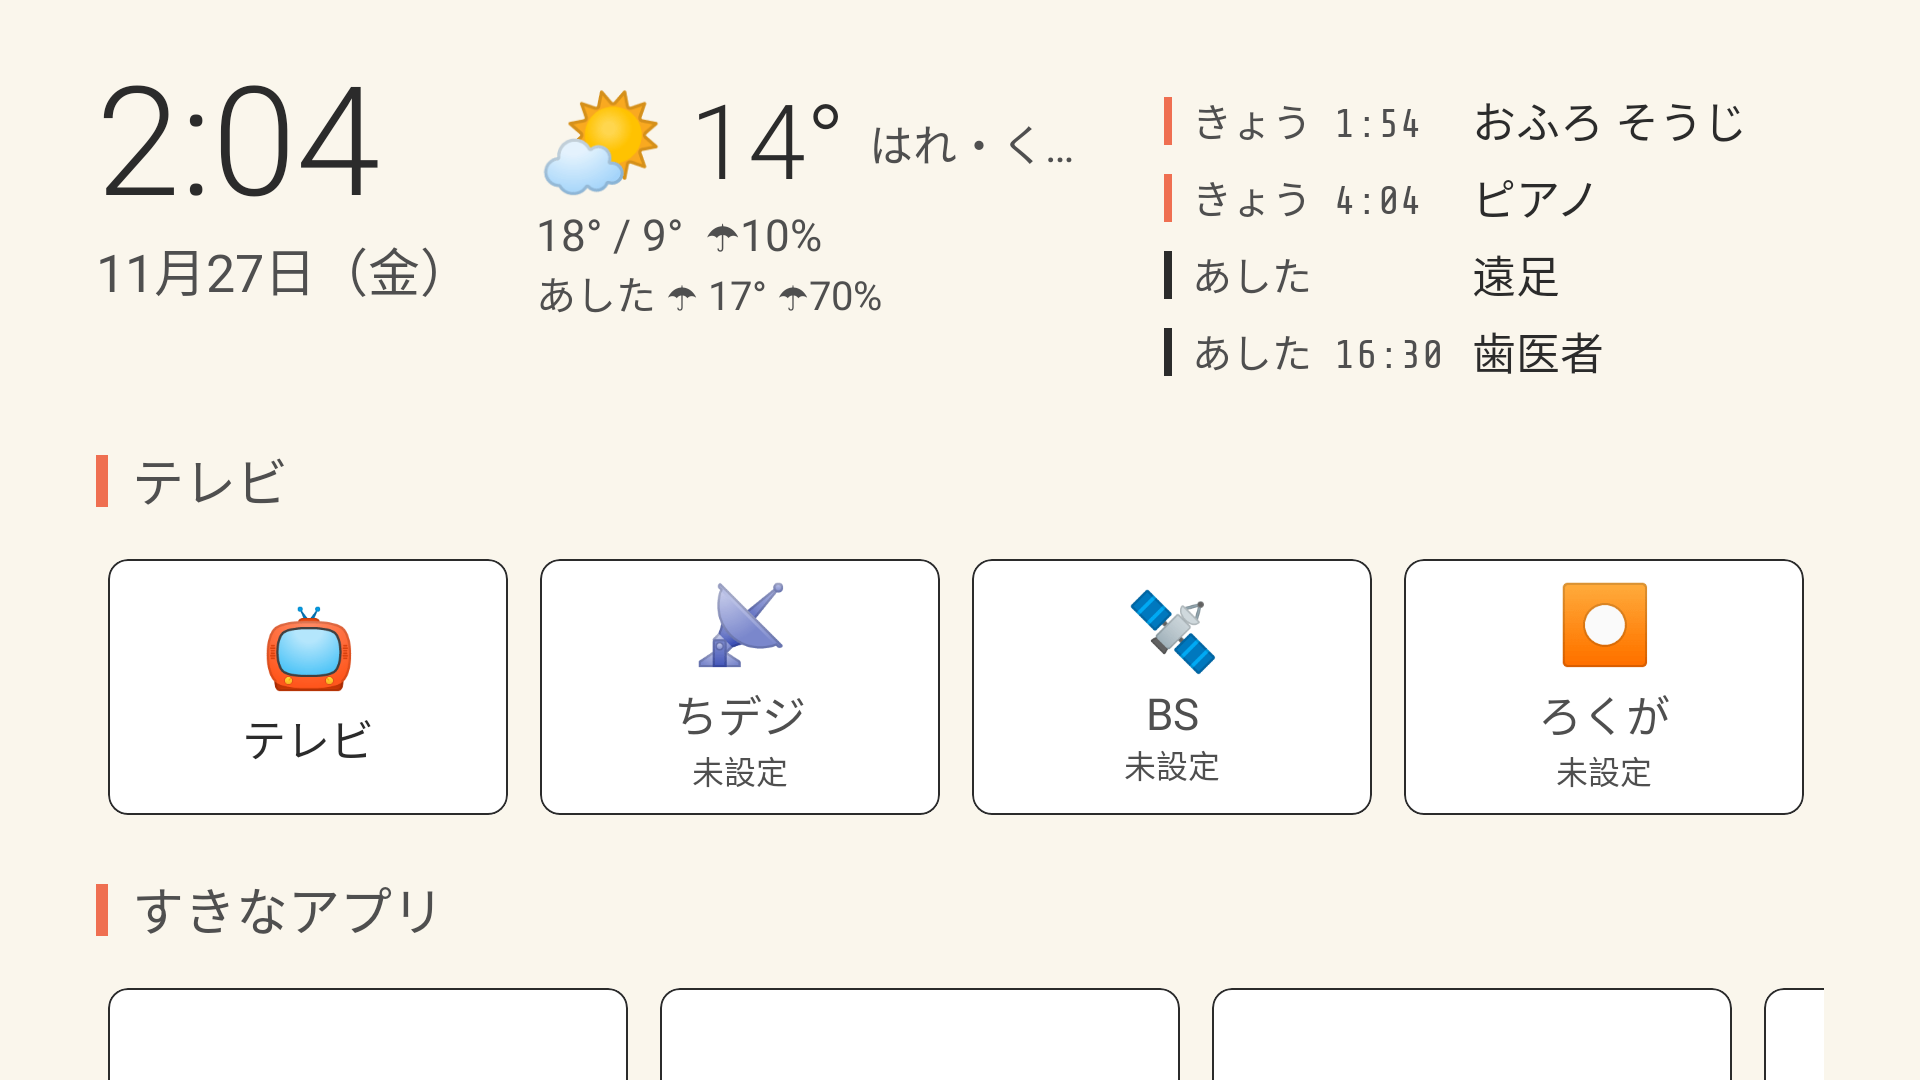 2:04
11月27日（金）
14° はれ・く…
18° / 9° ☂10%
あした ☂ 17° ☂70%
きょう 1:54 おふろ そうじ
きょう 4:04 ピアノ
あした 遠足
あした 16:30 歯医者
テレビ
テレビ
ちデジ
未設定
BS
未設定
ろくが
未設定
すきなアプリ